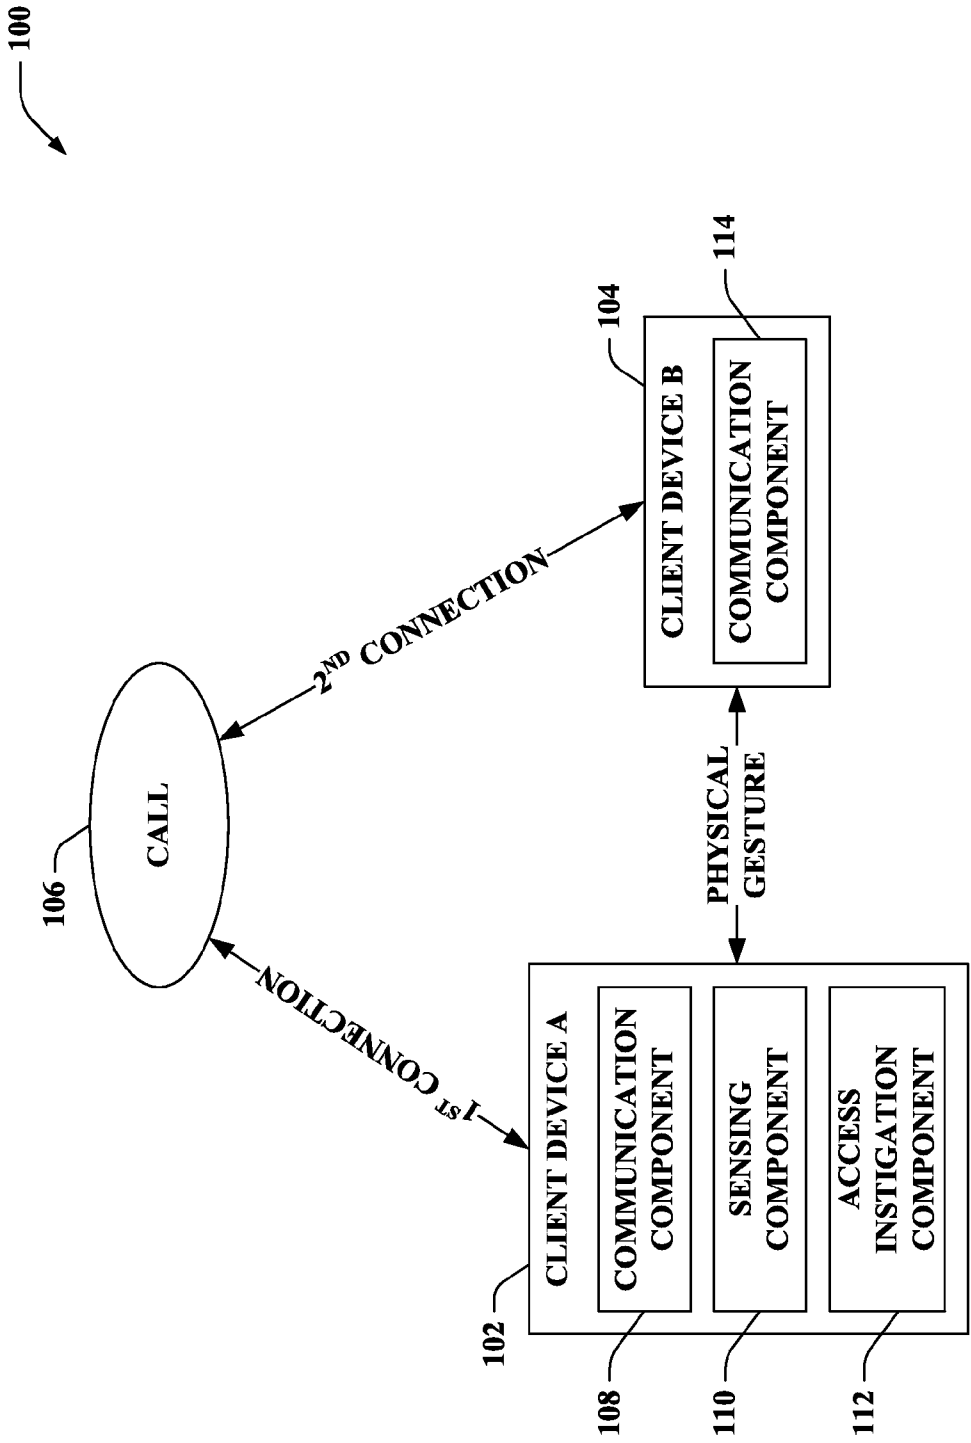 100
106
CALL
1ST CONNECTION
2ND CONNECTION
102
CLIENT DEVICE A
108
COMMUNICATION
COMPONENT
110
SENSING
COMPONENT
112
ACCESS
INSTIGATION
COMPONENT
PHYSICAL
GESTURE
104
CLIENT DEVICE B
114
COMMUNICATION
COMPONENT